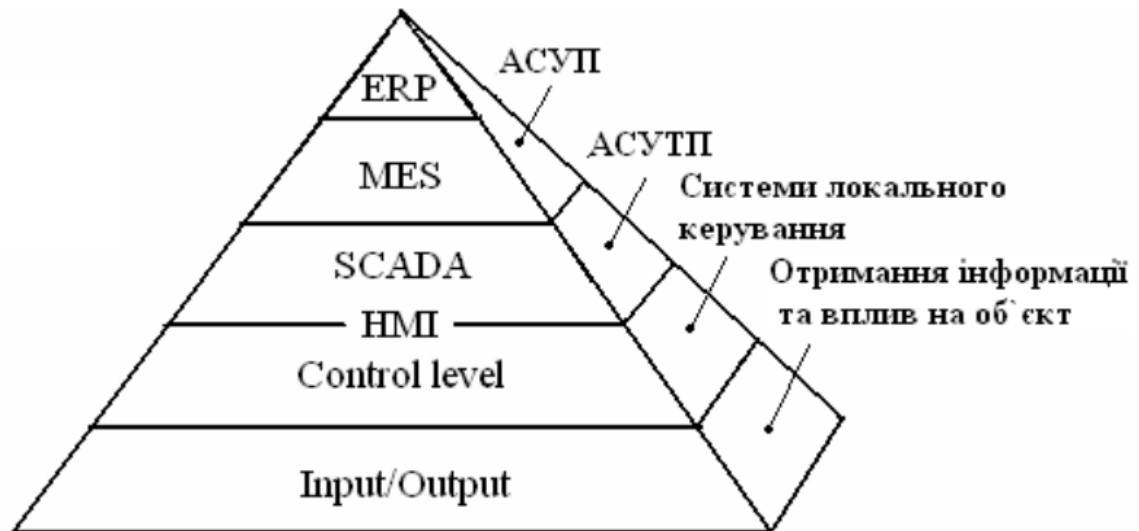 ERP
MES
SCADA
HMI
Control level
Input/Output
АСУП
АСУТП
Системи локального
керування
Отримання інформації
та вплив на об`єкт